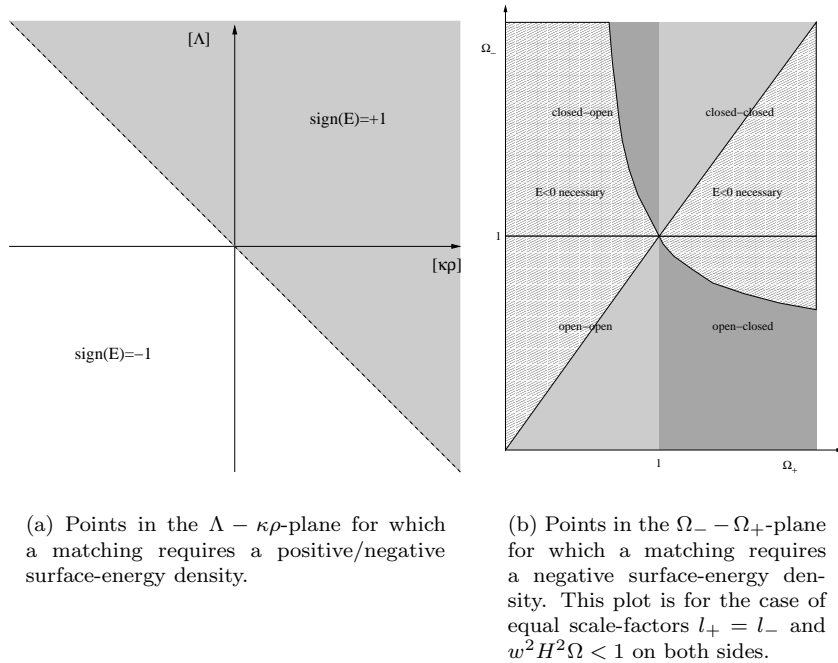 [Λ]
sign(E)=+1
[κρ]
sign(E)=−1
(a) Points in the Λ − κρ-plane for which
a matching requires a positive/negative
surface-energy density.
Ω−
closed−open
closed−closed
E<0 necessary
E<0 necessary
1
open−open
open−closed
1
Ω+
(b) Points in the Ω− − Ω+-plane
for which a matching requires
a negative surface-energy den-
sity. This plot is for the case of
equal scale-factors l+ = l− and
w²H²Ω < 1 on both sides.